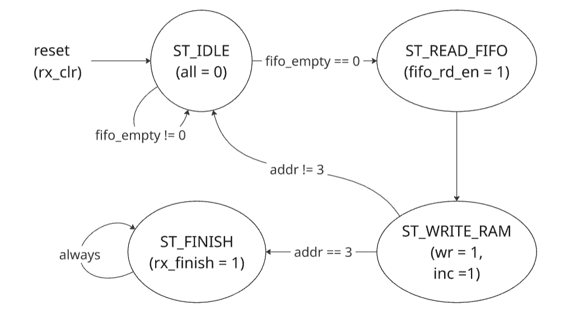 reset
(rx_clr)
ST_IDLE
(all = 0)
fifo_empty == 0
ST_READ_FIFO
(fifo_rd_en = 1)
fifo_empty != 0
addr != 3
ST_WRITE_RAM
(wr = 1,
inc =1)
addr == 3
ST_FINISH
(rx_finish = 1)
always